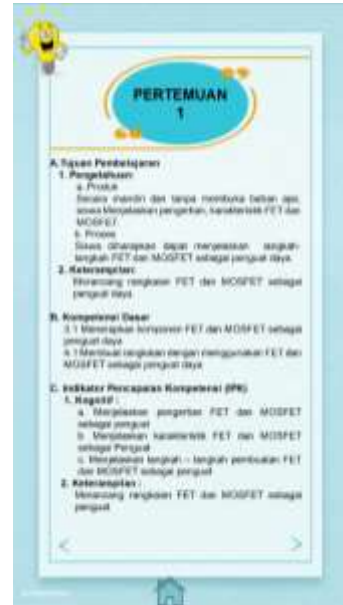 PERTEMUAN
1
A. Tujuan Pembelajaran
1. Pengetahuan:
a. Produk
Secara mandiri dan tanpa membuka bahan ajar,
siswa Menjelaskan pengertian, karakteristik FET dan
MOSFET.
b. Proses
Siswa diharapkan dapat menjelaskan langkah-
langkah FET dan MOSFET sebagai penguat daya.
2. Keterampilan:
Merancang rangkaian FET dan MOSFET sebagai
penguat daya.
B. Kompetensi Dasar
3.1 Menerapkan komponen FET dan MOSFET sebagai
penguat daya
4.1 Membuat rangkaian dengan menggunakan FET dan
MOSFET sebagai penguat daya
C. Indikator Pencapaian Kompetensi (IPK)
1. Kognitif :
a. Menjelaskan pengertian FET dan MOSFET
sebagai penguat
b. Menjelaskan karakteristik FET dan MOSFET
sebagai Penguat
c. Menjelaskan langkah – langkah pembuatan FET
dan MOSFET sebagai penguat
2. Keterampilan :
Merancang rangkaian FET dan MOSFET sebagai
penguat